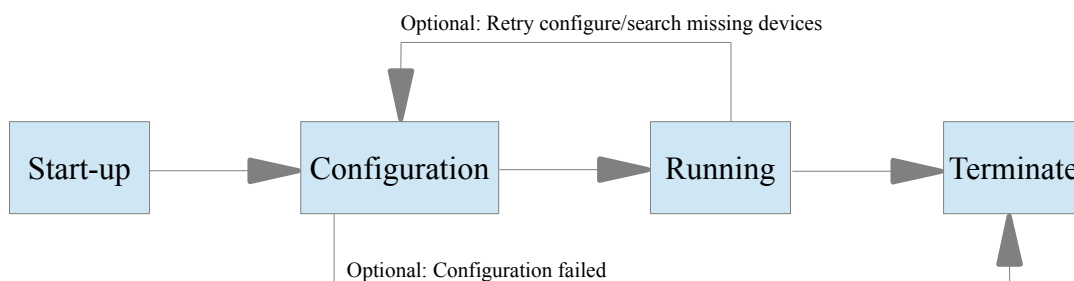 Optional: Retry configure/search missing devices
Start-up
Configuration
Running
Terminate
Optional: Configuration failed